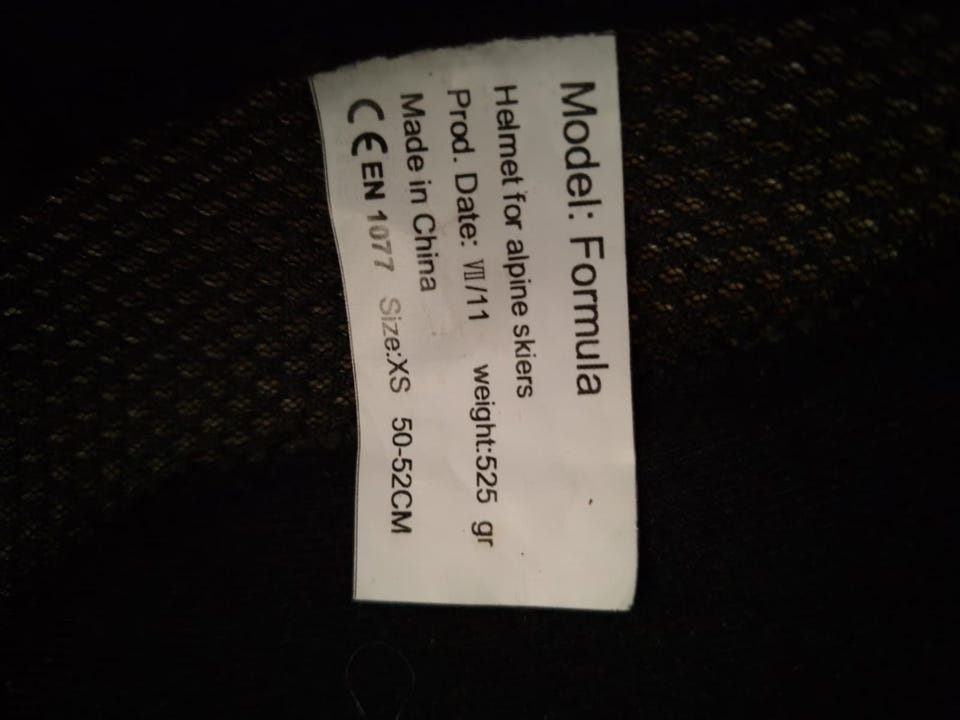 Model: Formula
Helmet for alpine skiers
Prod. Date: Ⅶ/11 weight:525 gr
Made in China
CE EN 1077 Size:XS 50-52CM